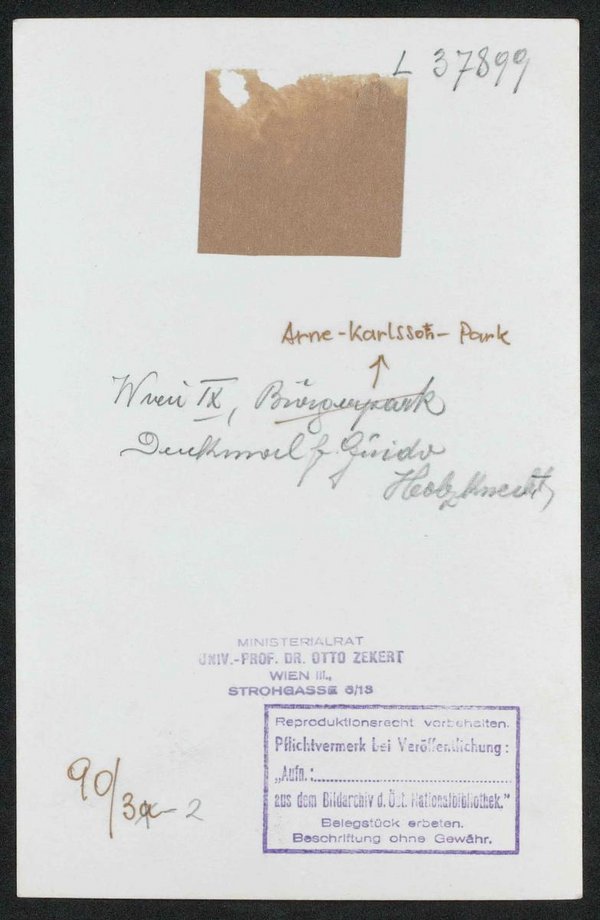 L 37899
Arne-Karlsson-Park
Wien IX, Bürgerpark
Denkmal f. Guido
Holzknecht
MINISTERIALRAT
UNIV.-PROF. DR. OTTO ZEKERT
WIEN III.,
STROHGASSE 6/13
Reproduktionsrecht vorbehalten.
Pflichtvermerk bei Veröffentlichung:
„Aufn.:
aus dem Bildarchiv d. Öst. Nationalbibliothek."
Belegstück erbeten.
Beschriftung ohne Gewähr.
90/3a-2